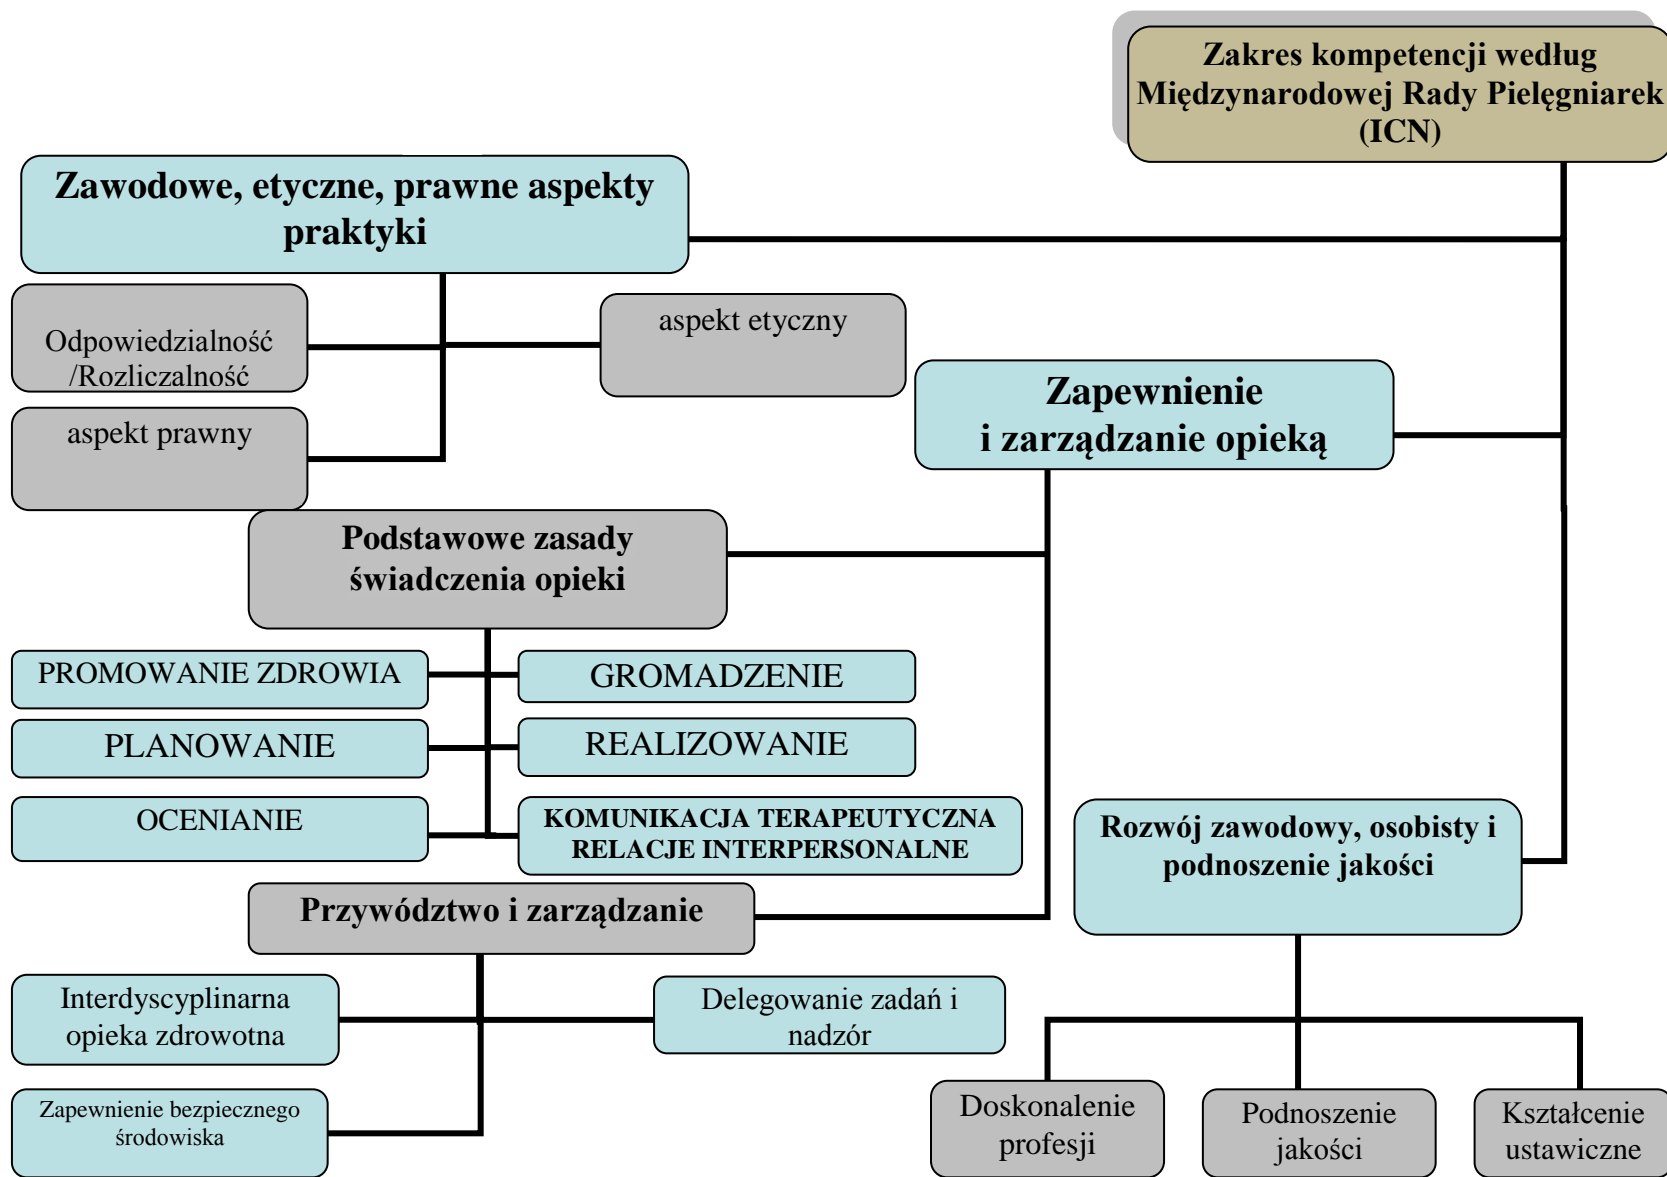 Zakres kompetencji według
Międzynarodowej Rady Pielęgniarek
(ICN)
Zawodowe, etyczne, prawne aspekty
praktyki
Odpowiedzialność
/Rozliczalność
aspekt etyczny
aspekt prawny
Zapewnienie
i zarządzanie opieką
Podstawowe zasady
świadczenia opieki
PROMOWANIE ZDROWIA
GROMADZENIE
PLANOWANIE
REALIZOWANIE
OCENIANIE
KOMUNIKACJA TERAPEUTYCZNA
RELACJE INTERPERSONALNE
Przywództwo i zarządzanie
Interdyscyplinarna
opieka zdrowotna
Delegowanie zadań i
nadzór
Zapewnienie bezpiecznego
środowiska
Rozwój zawodowy, osobisty i
podnoszenie jakości
Doskonalenie
profesji
Podnoszenie
jakości
Kształcenie
ustawiczne